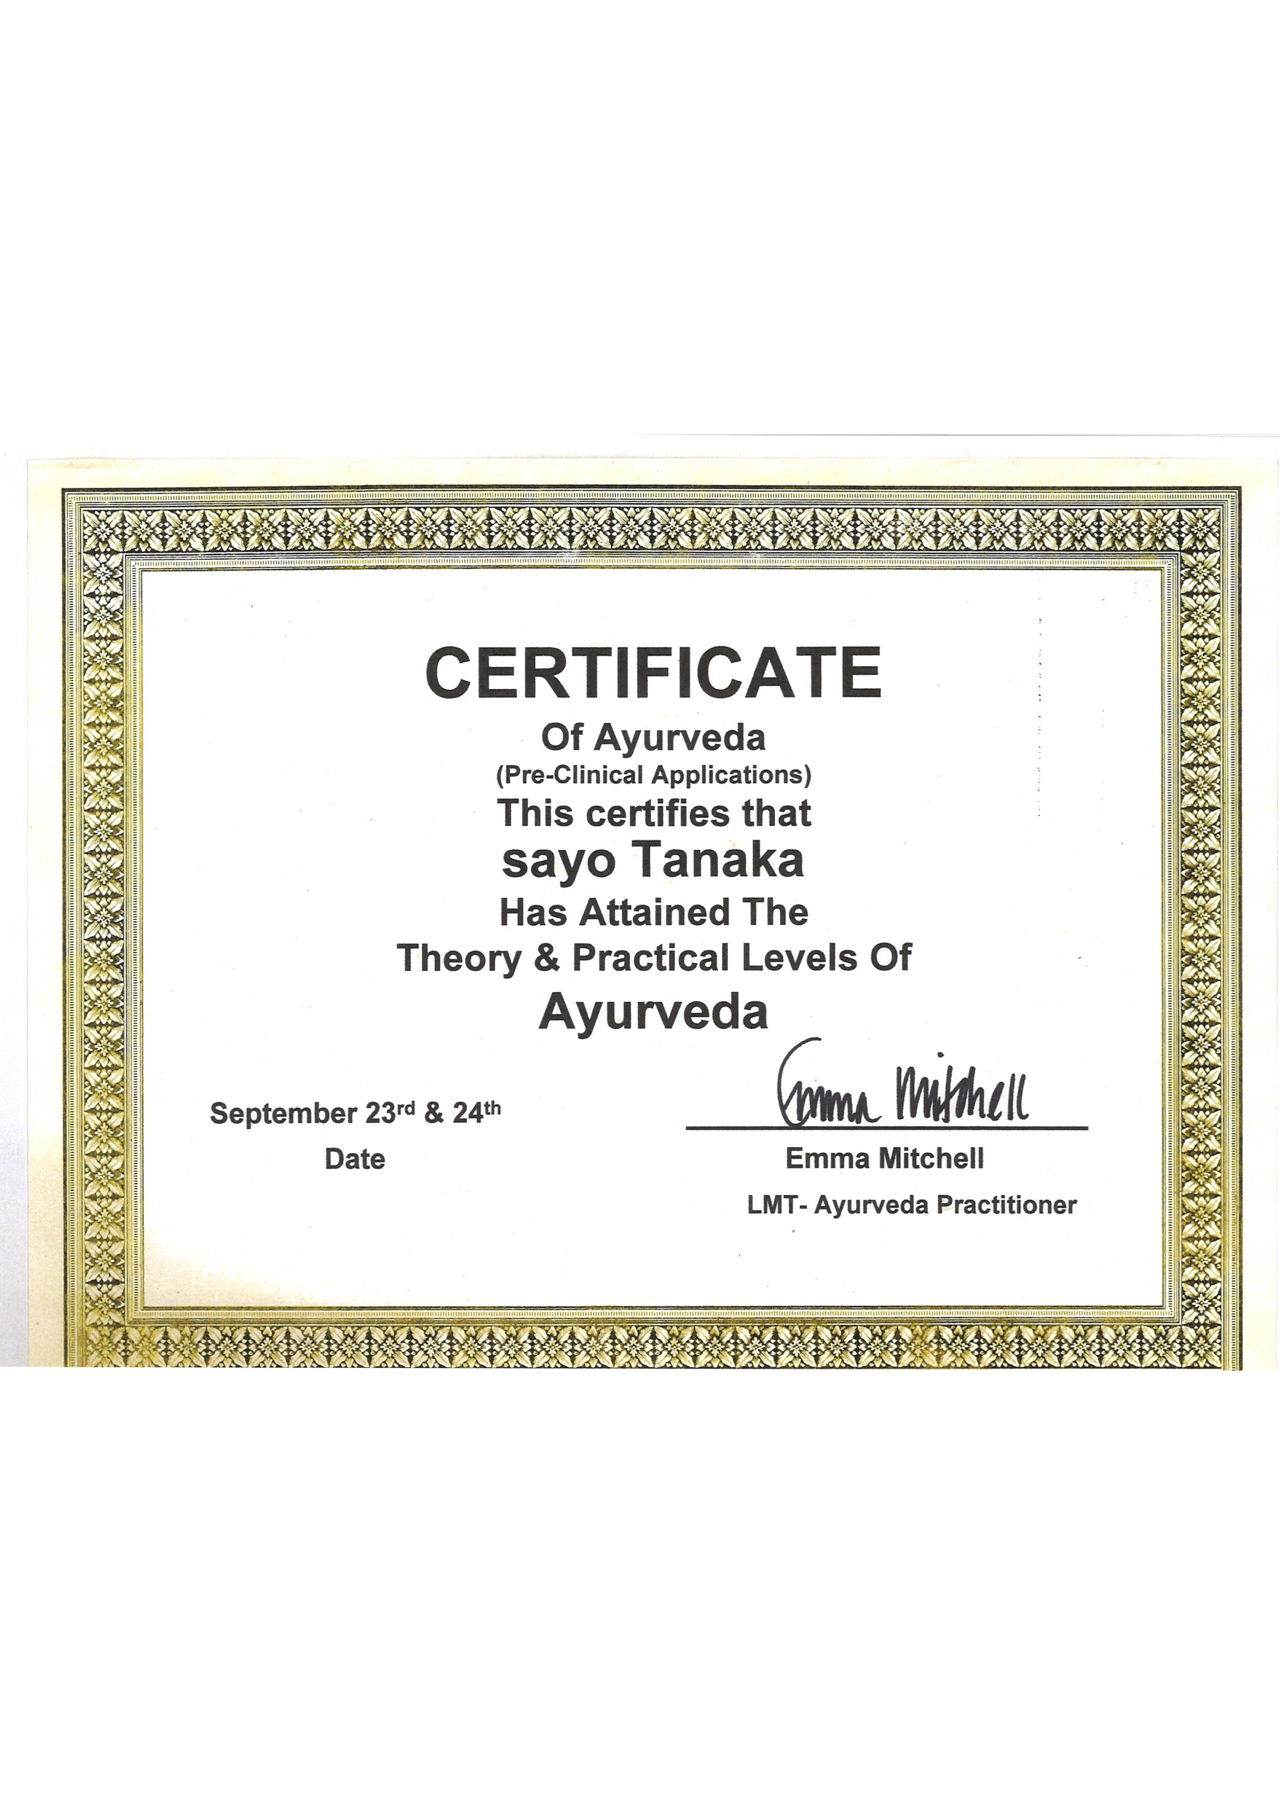 CERTIFICATE
Of Ayurveda
(Pre-Clinical Applications)
This certifies that
sayo Tanaka
Has Attained The
Theory & Practical Levels Of
Ayurveda
Emma Mitchell
September 23rd & 24th
Date
Emma Mitchell
LMT- Ayurveda Practitioner